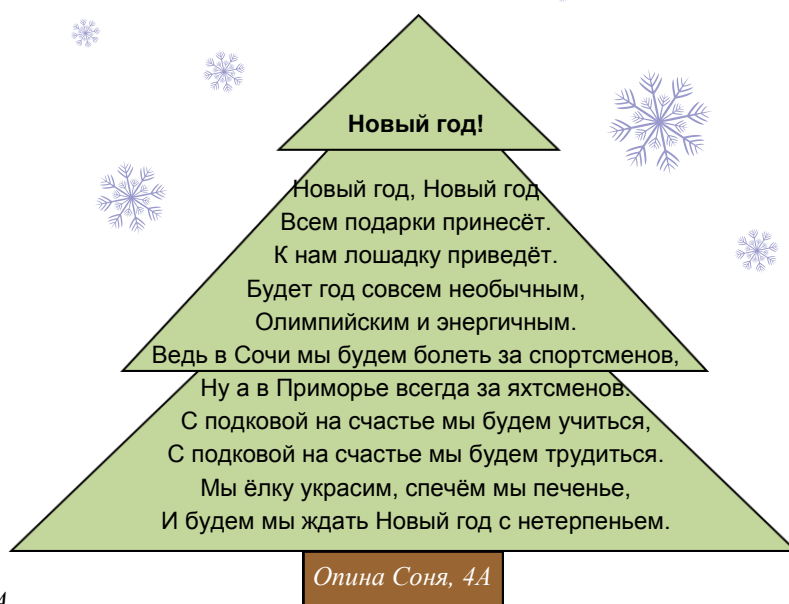 Новый год!
Новый год, Новый год
Всем подарки принесёт.
К нам лошадку приведёт.
Будет год совсем необычным,
Олимпийским и энергичным.
Ведь в Сочи мы будем болеть за спортсменов,
Ну а в Приморье всегда за яхтсменов.
С подковой на счастье мы будем учиться,
С подковой на счастье мы будем трудиться.
Мы ёлку украсим, спечём мы печенье,
И будем мы ждать Новый год с нетерпеньем.
Опина Соня, 4А